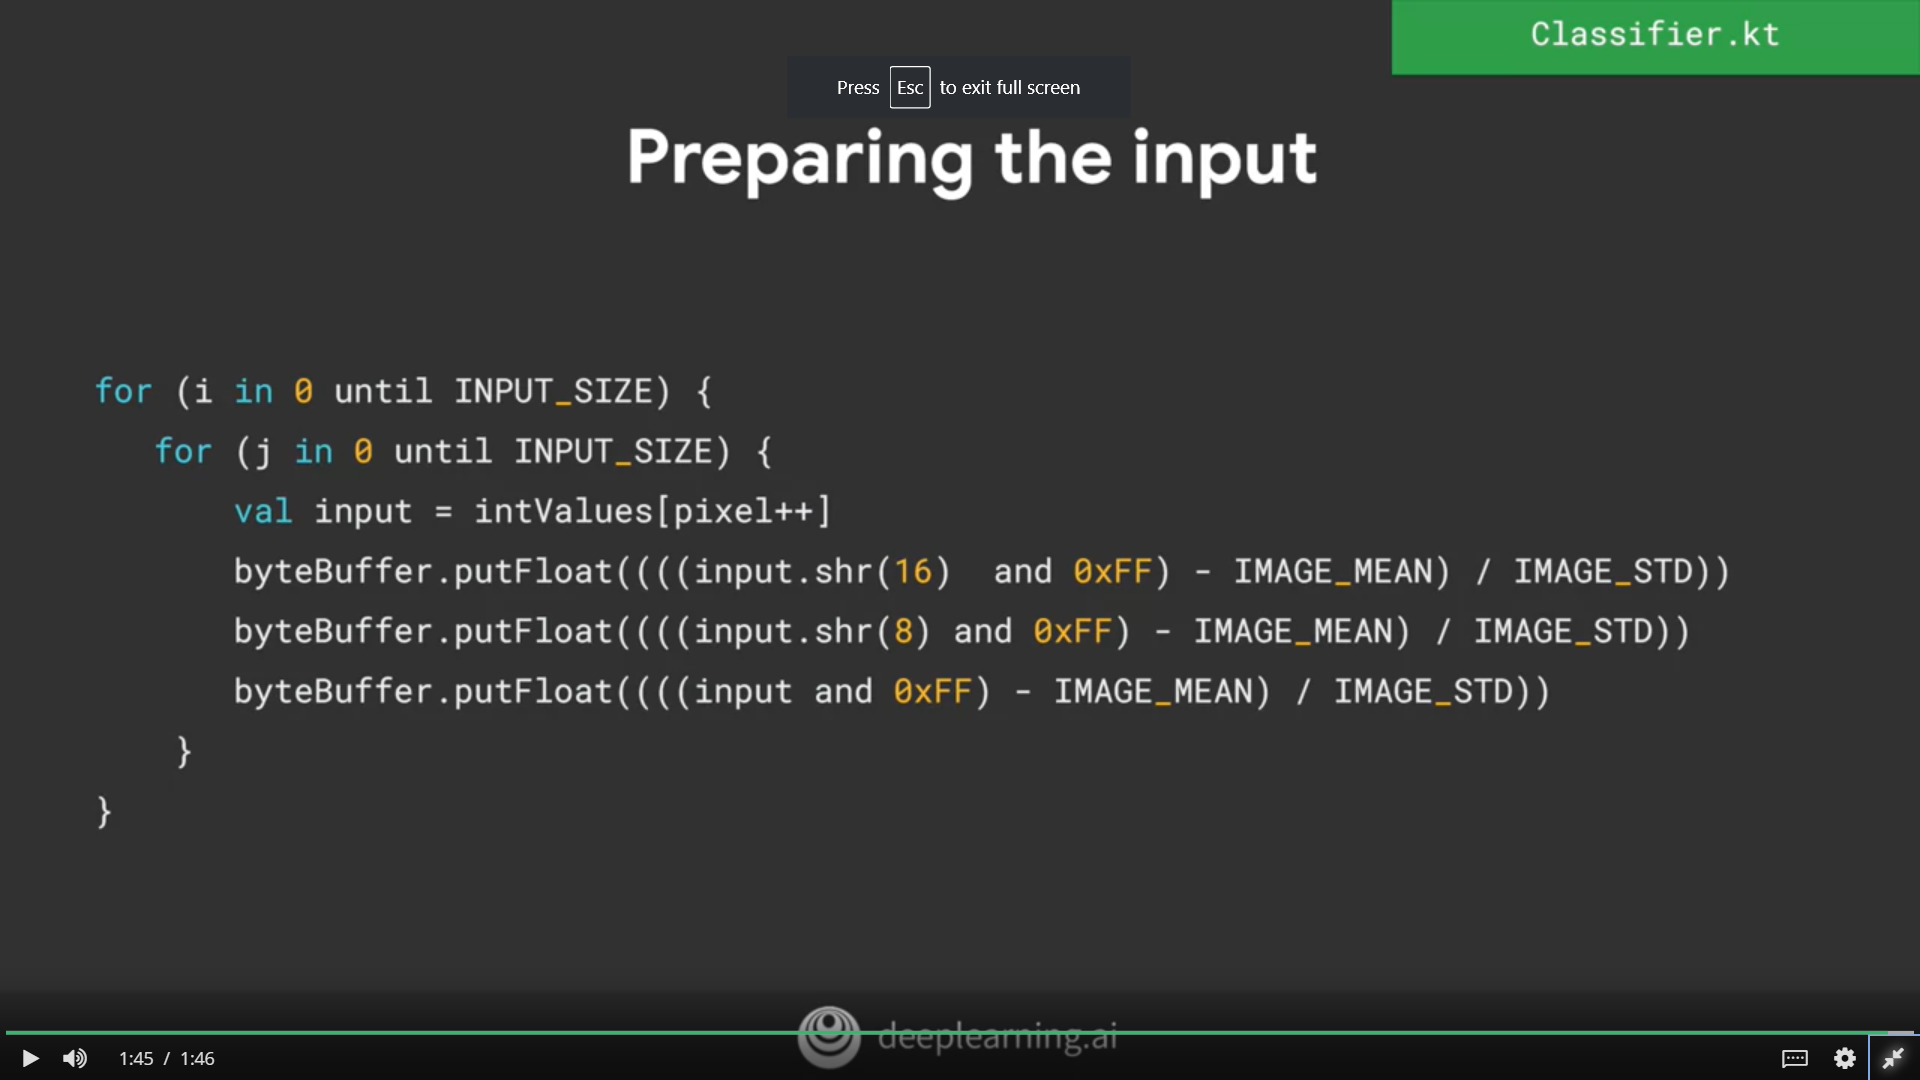 Classifier.kt
Press Esc to exit full screen
Preparing the input
for (i in 0 until INPUT_SIZE) {
for (j in 0 until INPUT_SIZE) {
val input = intValues[pixel++]
byteBuffer.putFloat((((input.shr(16)  and 0xFF) - IMAGE_MEAN) / IMAGE_STD))
byteBuffer.putFloat((((input.shr(8) and 0xFF) - IMAGE_MEAN) / IMAGE_STD))
byteBuffer.putFloat((((input and 0xFF) - IMAGE_MEAN) / IMAGE_STD))
}
}
deeplearning.ai
1:45 / 1:46